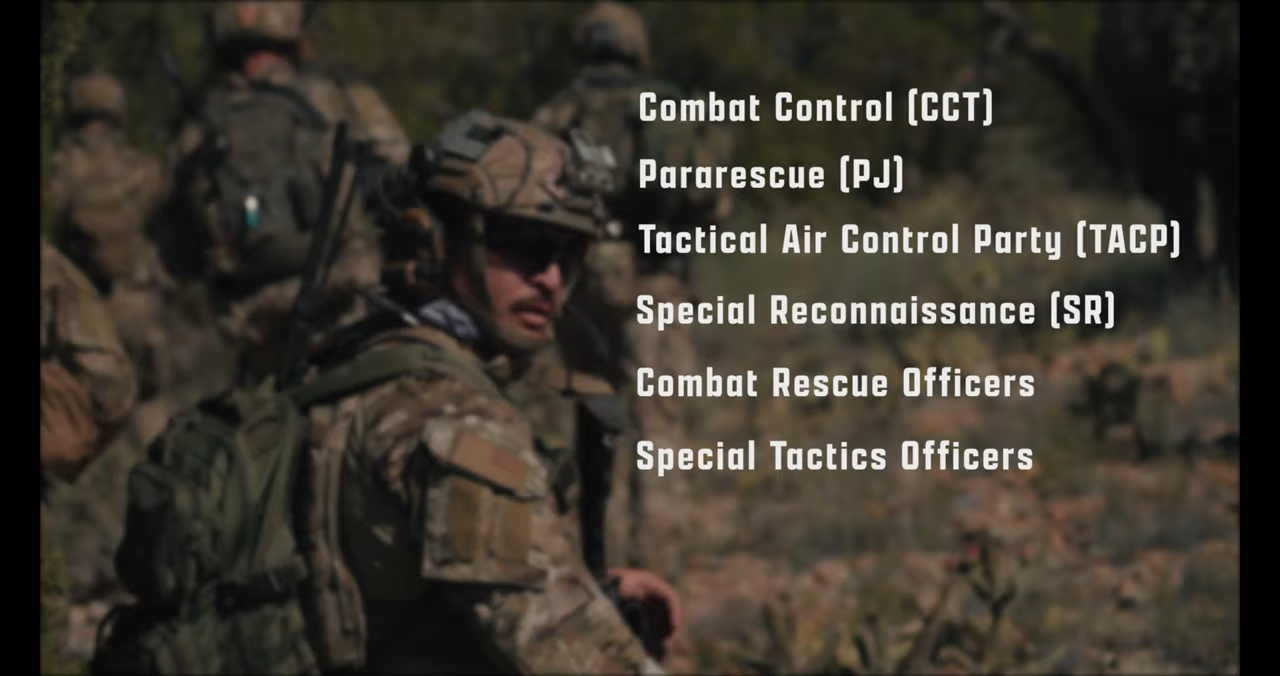 Combat Control (CCT)
Pararescue (PJ)
Tactical Air Control Party (TACP)
Special Reconnaissance (SR)
Combat Rescue Officers
Special Tactics Officers